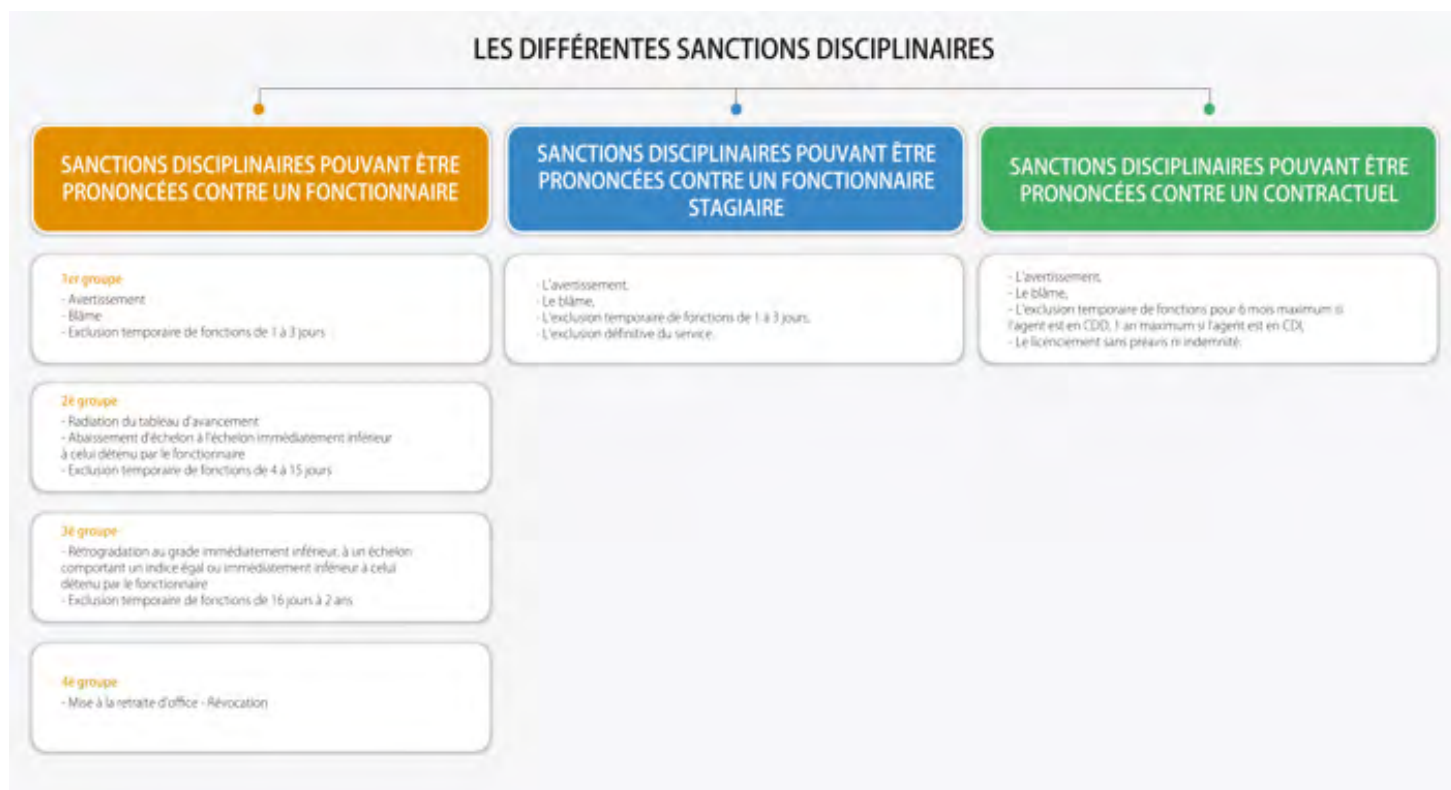 LES DIFFÉRENTES SANCTIONS DISCIPLINAIRES
SANCTIONS DISCIPLINAIRES POUVANT ÊTRE
PRONONCÉES CONTRE UN FONCTIONNAIRE
1er groupe
- Avertissement
- Blâme
- Exclusion temporaire de fonctions de 1 à 3 jours
2è groupe
- Radiation du tableau d'avancement
- Abaissement d'échelon à l'échelon immédiatement inférieur
à celui détenu par le fonctionnaire
- Exclusion temporaire de fonctions de 4 à 15 jours
3è groupe
- Rétrogradation au grade immédiatement inférieur, à un échelon
comportant un indice égal ou immédiatement inférieur à celui
détenu par le fonctionnaire
- Exclusion temporaire de fonctions de 16 jours à 2 ans
4è groupe
- Mise à la retraite d'office - Révocation
SANCTIONS DISCIPLINAIRES POUVANT ÊTRE
PRONONCÉES CONTRE UN FONCTIONNAIRE
STAGIAIRE
- L'avertissement,
- Le blâme,
- L'exclusion temporaire de fonctions de 1 à 3 jours,
- L'exclusion définitive du service.
SANCTIONS DISCIPLINAIRES POUVANT ÊTRE
PRONONCÉES CONTRE UN CONTRACTUEL
- L'avertissement,
- Le blâme,
- L'exclusion temporaire de fonctions pour 6 mois maximum si
l'agent est en CDD, 1 an maximum si l'agent est en CDI,
- Le licenciement sans préavis ni indemnité.